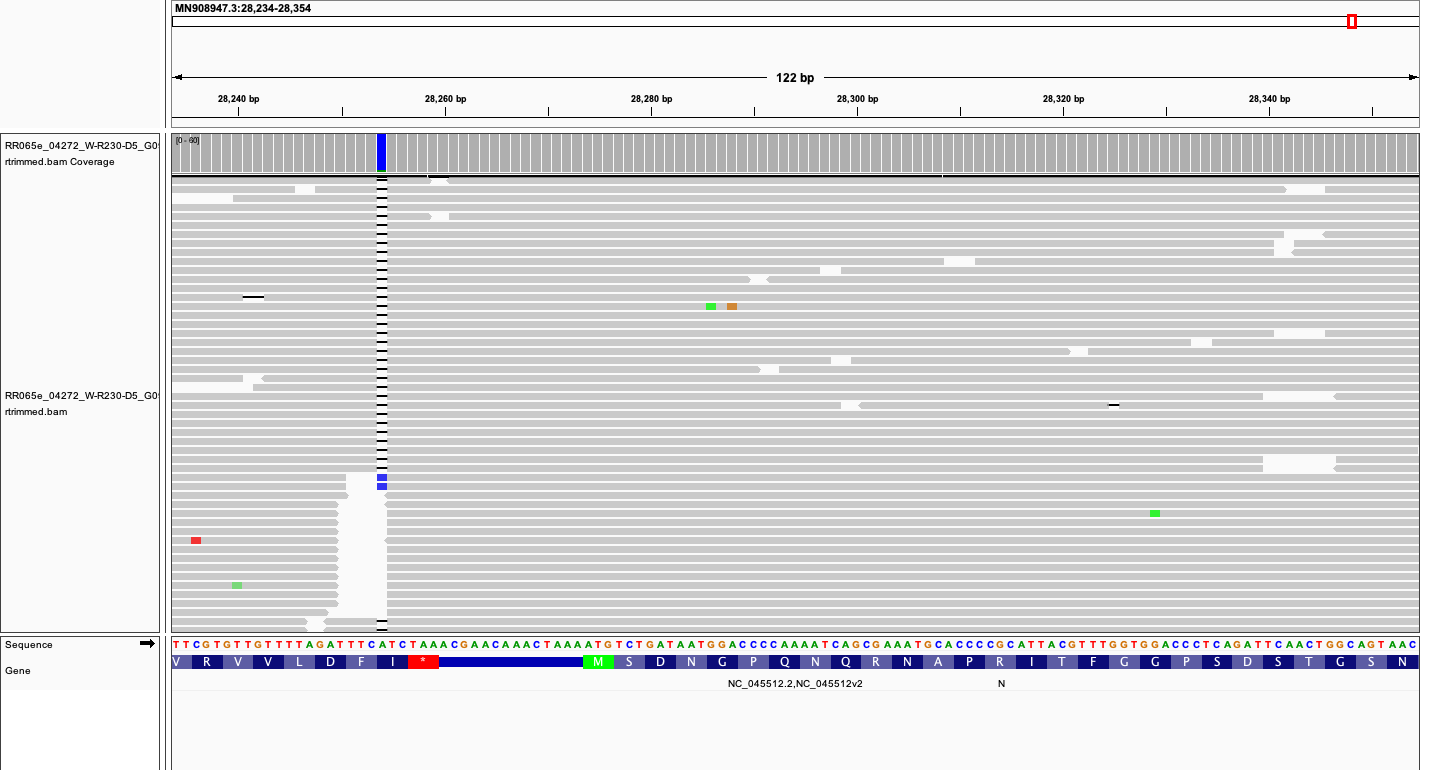 MN908947.3:28,234-28,354
122 bp
28,240 bp 28,260 bp 28,280 bp 28,300 bp 28,320 bp 28,340 bp
[0 - 60]
RR065e_04272_W-R230-D5_G0
rtrimmed.bam Coverage
RR065e_04272_W-R230-D5_G0
rtrimmed.bam
Sequence
T T C G T G T T G T T T T A G A T T T C A T C T A A A C G A A C A A A C T A A A A T G T C T G A T A A T G G A C C C C A A A A T C A G C G A A A T G C A C C C C G C A T T A C G T T T G G T G G A C C C T C A G A T T C A A C T G G C A G T A A C
Gene
V R V V L D F I * M S D N G P Q N Q R N A P R I T F G G P S D S T G S N
NC_045512.2,NC_045512v2 N